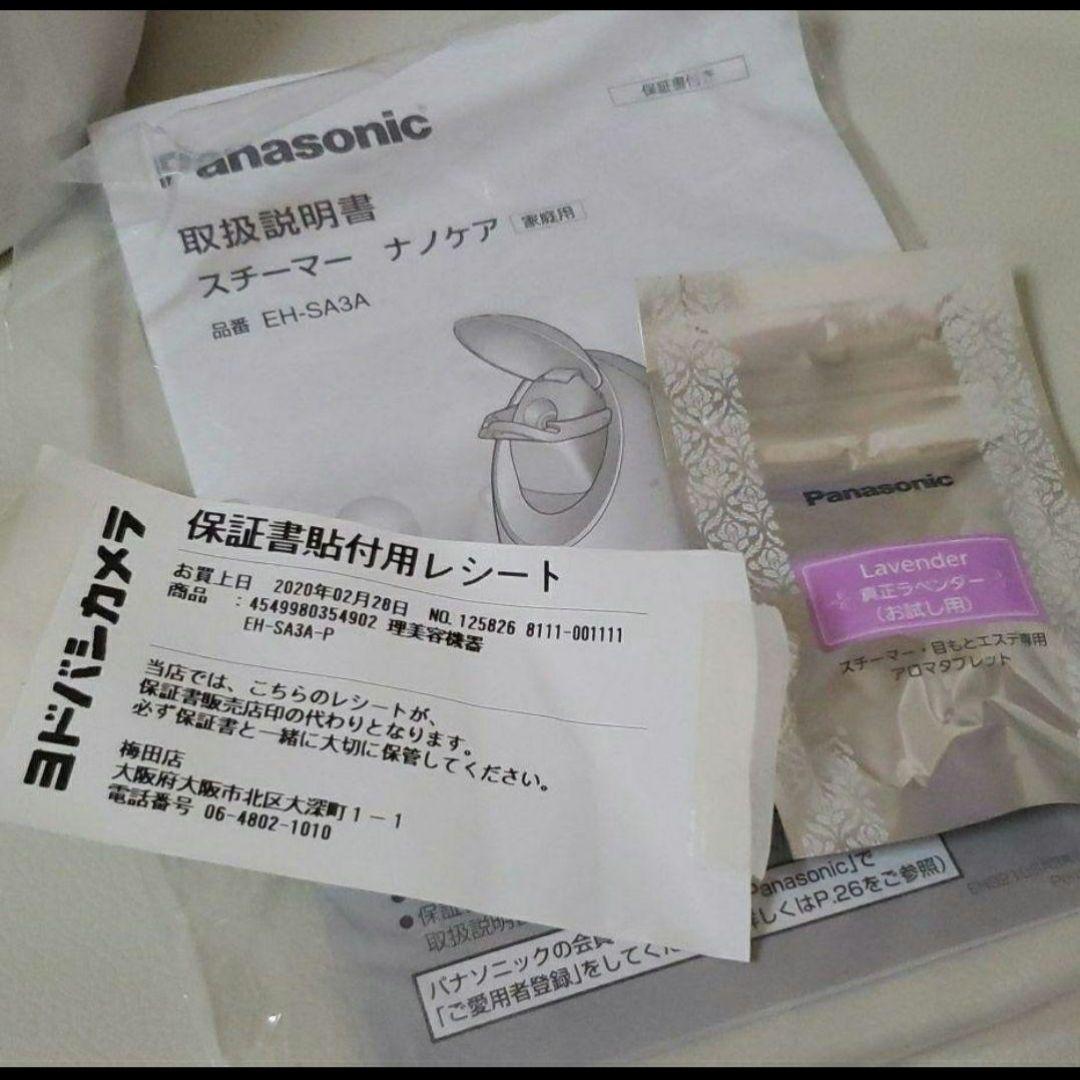 Panasonic
保証書付き
取扱説明書
スチーマー ナノケア 家庭用
品番 EH-SA3A
Panasonic
Lavender
真正ラベンダー
(お試し用)
スチーマー・目もとエステ専用
アロマタブレット
ヨドバシカメラ
保証書貼付用レシート
お買上日 2020年02月28日 NO. 125826 8111-001111
商品 :4549980354902 理美容機器
EH-SA3A-P
当店では、こちらのレシートが、
保証書販売店印の代わりとなります。
必ず保証書と一緒に大切に保管してください。
梅田店
大阪府大阪市北区大深町1-1
電話番号 06-4802-1010
保証
取扱説明
Panasonic」で
しくはP.26をご参照)
パナソニックの会員
「ご愛用者登録」をしてくだ